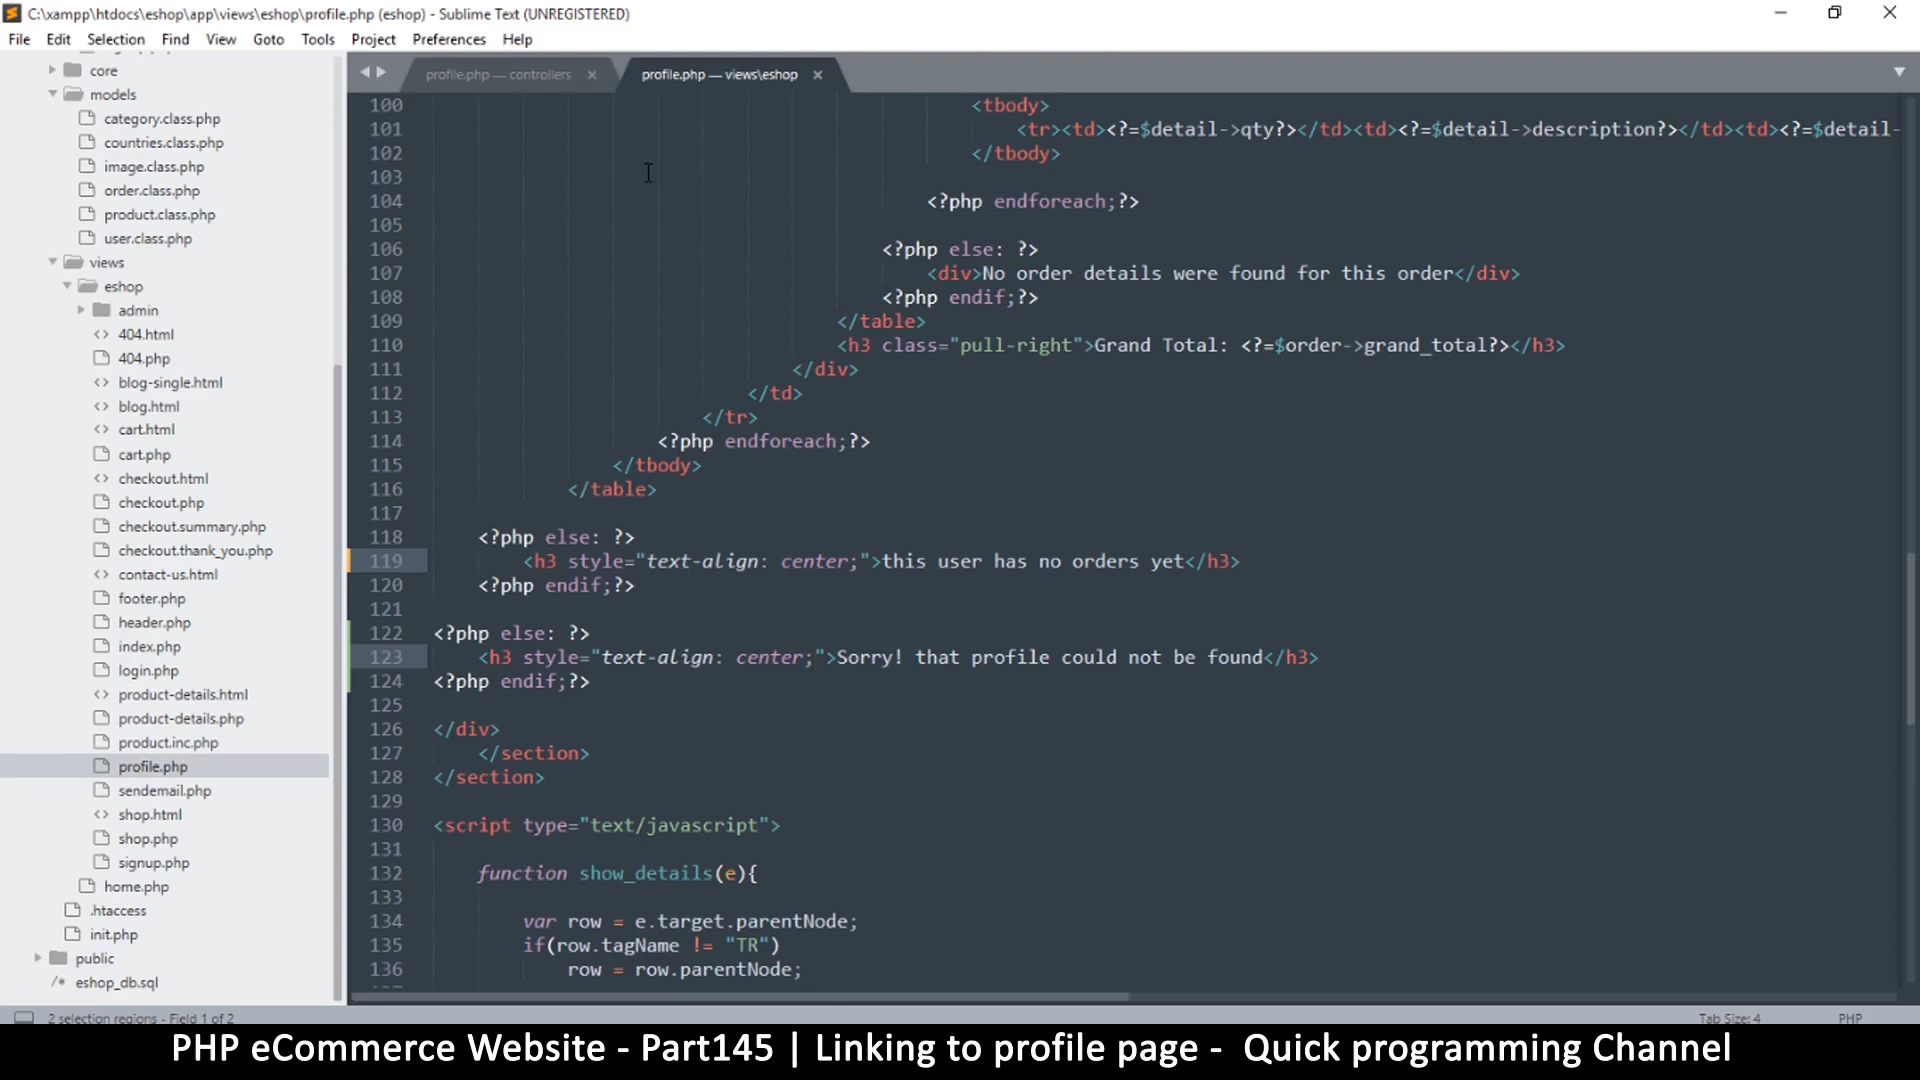 C:\xampp\htdocs\eshop\app\views\eshop\profile.php (eshop) - Sublime Text (UNREGISTERED)
File Edit Selection Find View Goto Tools Project Preferences Help
core
models
category.class.php
countries.class.php
image.class.php
order.class.php
product.class.php
user.class.php
views
eshop
admin
<> 404.html
404.php
<> blog-single.html
<> blog.html
<> cart.html
cart.php
<> checkout.html
checkout.php
checkout.summary.php
checkout.thank_you.php
<> contact-us.html
footer.php
header.php
index.php
login.php
<> product-details.html
product-details.php
product.inc.php
profile.php
sendemail.php
<> shop.html
shop.php
signup.php
home.php
.htaccess
init.php
public
/* eshop_db.sql
profile.php — controllers × profile.php — views\eshop ×
100 <tbody>
101 <tr><td><?=$detail->qty?></td><td><?=$detail->description?></td><td><?=$detail-
102 </tbody>
103
104 <?php endforeach;?>
105
106 <?php else: ?>
107 <div>No order details were found for this order</div>
108 <?php endif;?>
109 </table>
110 <h3 class="pull-right">Grand Total: <?=$order->grand_total?></h3>
111 </div>
112 </td>
113 </tr>
114 <?php endforeach;?>
115 </tbody>
116 </table>
117
118 <?php else: ?>
119 <h3 style="text-align: center;">this user has no orders yet</h3>
120 <?php endif;?>
121
122 <?php else: ?>
123 <h3 style="text-align: center;">Sorry! that profile could not be found</h3>
124 <?php endif;?>
125
126 </div>
127 </section>
128 </section>
129
130 <script type="text/javascript">
131
132 function show_details(e){
133
134 var row = e.target.parentNode;
135 if(row.tagName != "TR")
136 row = row.parentNode;
2 selection regions - Field 1 of 2 Tab Size: 4 PHP
PHP eCommerce Website - Part145 | Linking to profile page - Quick programming Channel